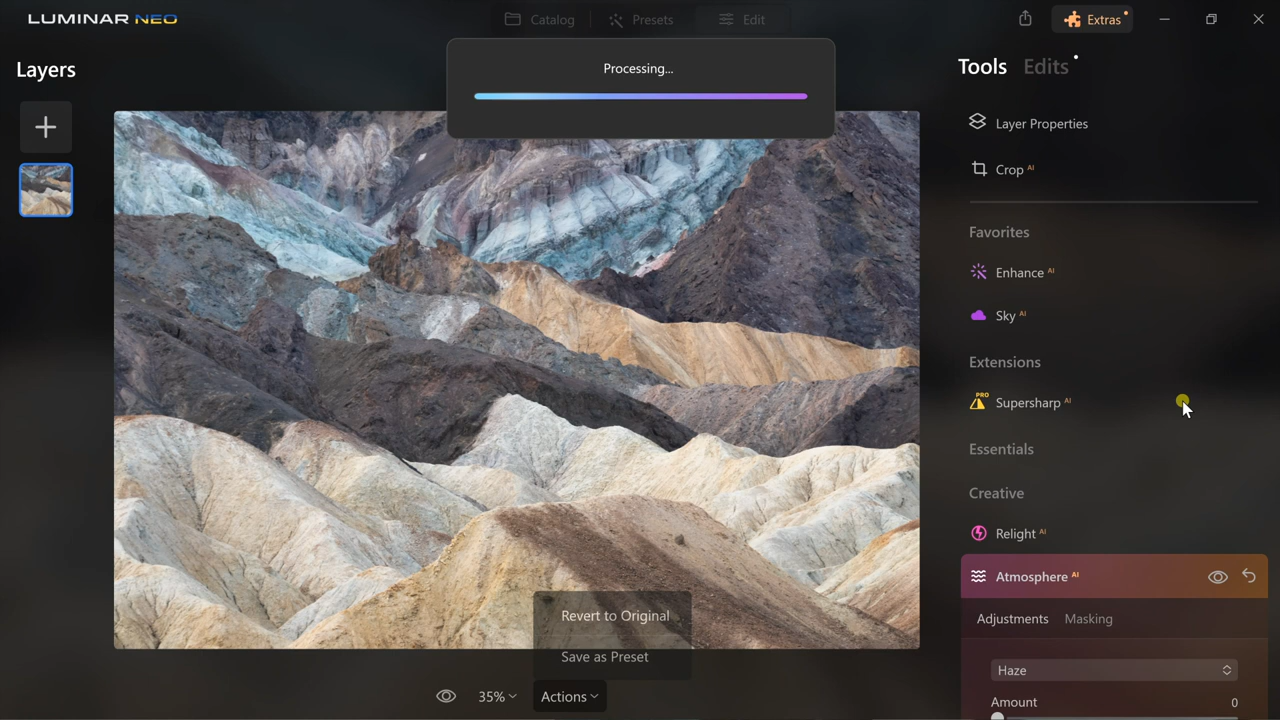 LUMINAR NEO
Catalog
Presets
Edit
Extras
Processing...
Layers
Tools
Edits
Layer Properties
Crop AI
Favorites
Enhance AI
Sky AI
Extensions
PRO
Supersharp AI
Essentials
Creative
Relight AI
Atmosphere AI
Adjustments
Masking
Haze
Amount
0
Revert to Original
Save as Preset
35%
Actions